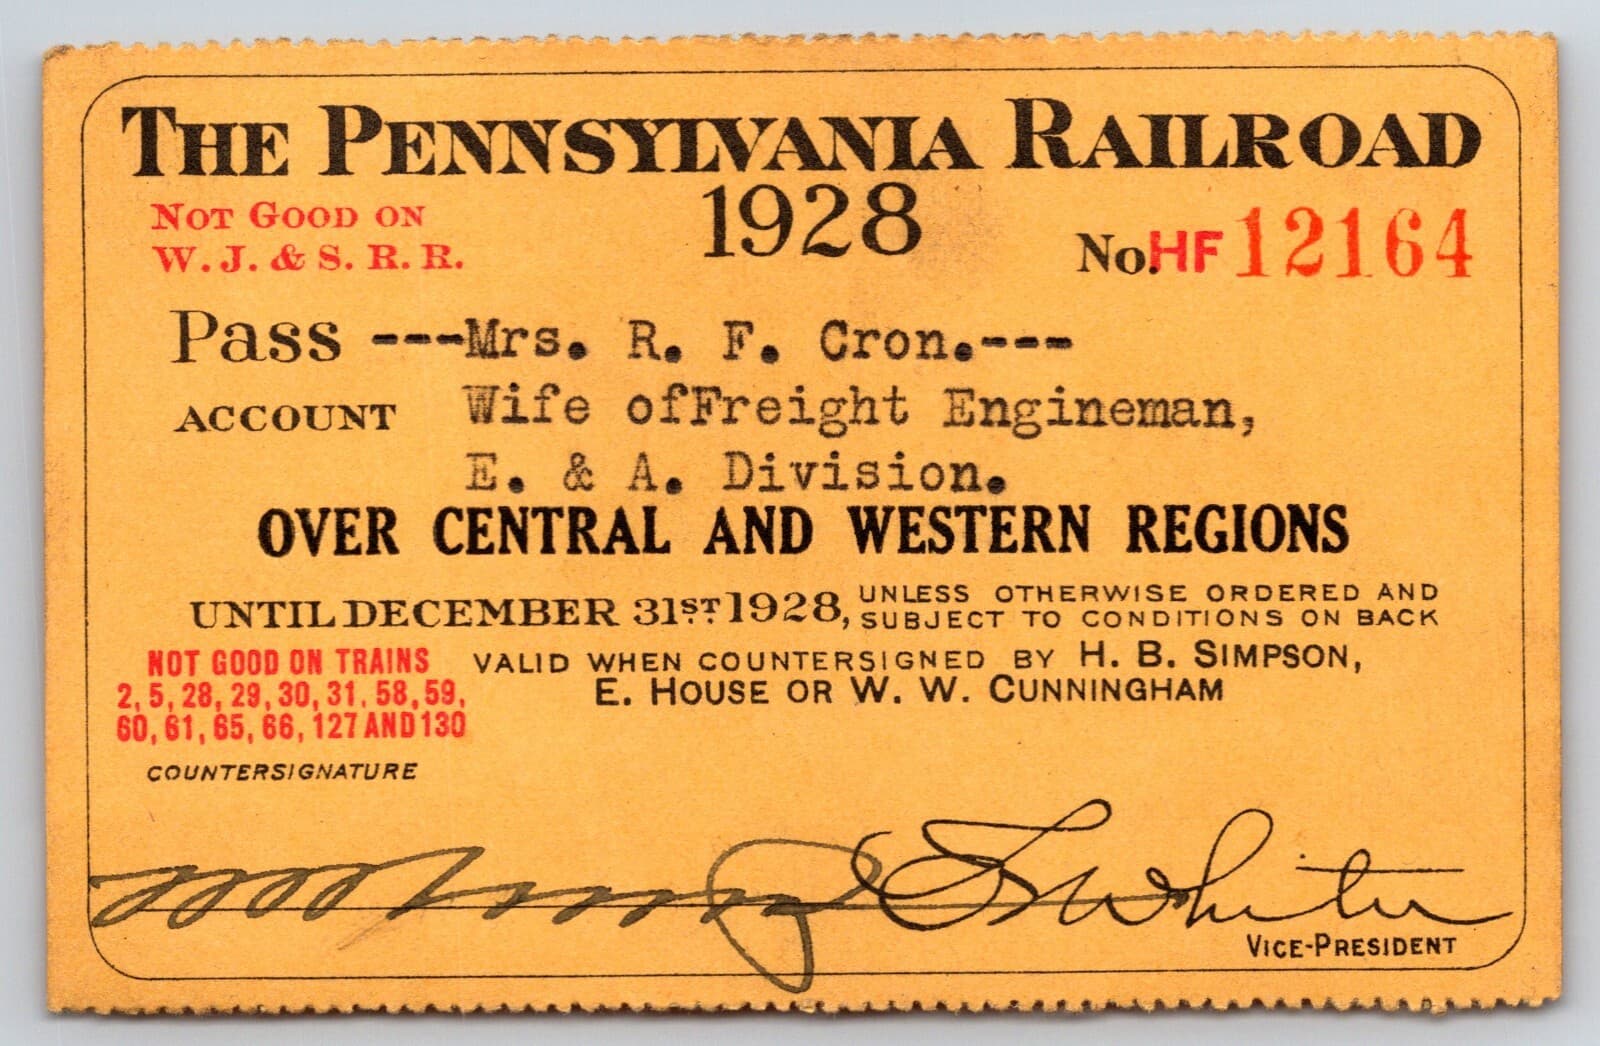 THE PENNSYLVANIA RAILROAD
1928
NOT GOOD ON
W. J. & S. R. R.
No. HF 12164
Pass ---Mrs. R. F. Cron.---
ACCOUNT Wife ofFreight Engineman,
E. & A. Division.
OVER CENTRAL AND WESTERN REGIONS
UNTIL DECEMBER 31ST 1928, UNLESS OTHERWISE ORDERED AND
SUBJECT TO CONDITIONS ON BACK
NOT GOOD ON TRAINS
2, 5, 28, 29, 30, 31, 58, 59,
60, 61, 65, 66, 127 AND 130
VALID WHEN COUNTERSIGNED BY H. B. SIMPSON,
E. HOUSE OR W. W. CUNNINGHAM
COUNTERSIGNATURE
VICE-PRESIDENT